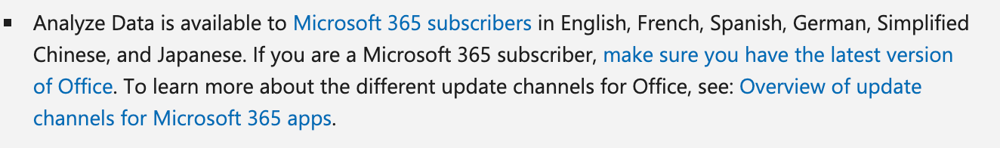 ▪ Analyze Data is available to Microsoft 365 subscribers in English, French, Spanish, German, Simplified
Chinese, and Japanese. If you are a Microsoft 365 subscriber, make sure you have the latest version
of Office. To learn more about the different update channels for Office, see: Overview of update
channels for Microsoft 365 apps.